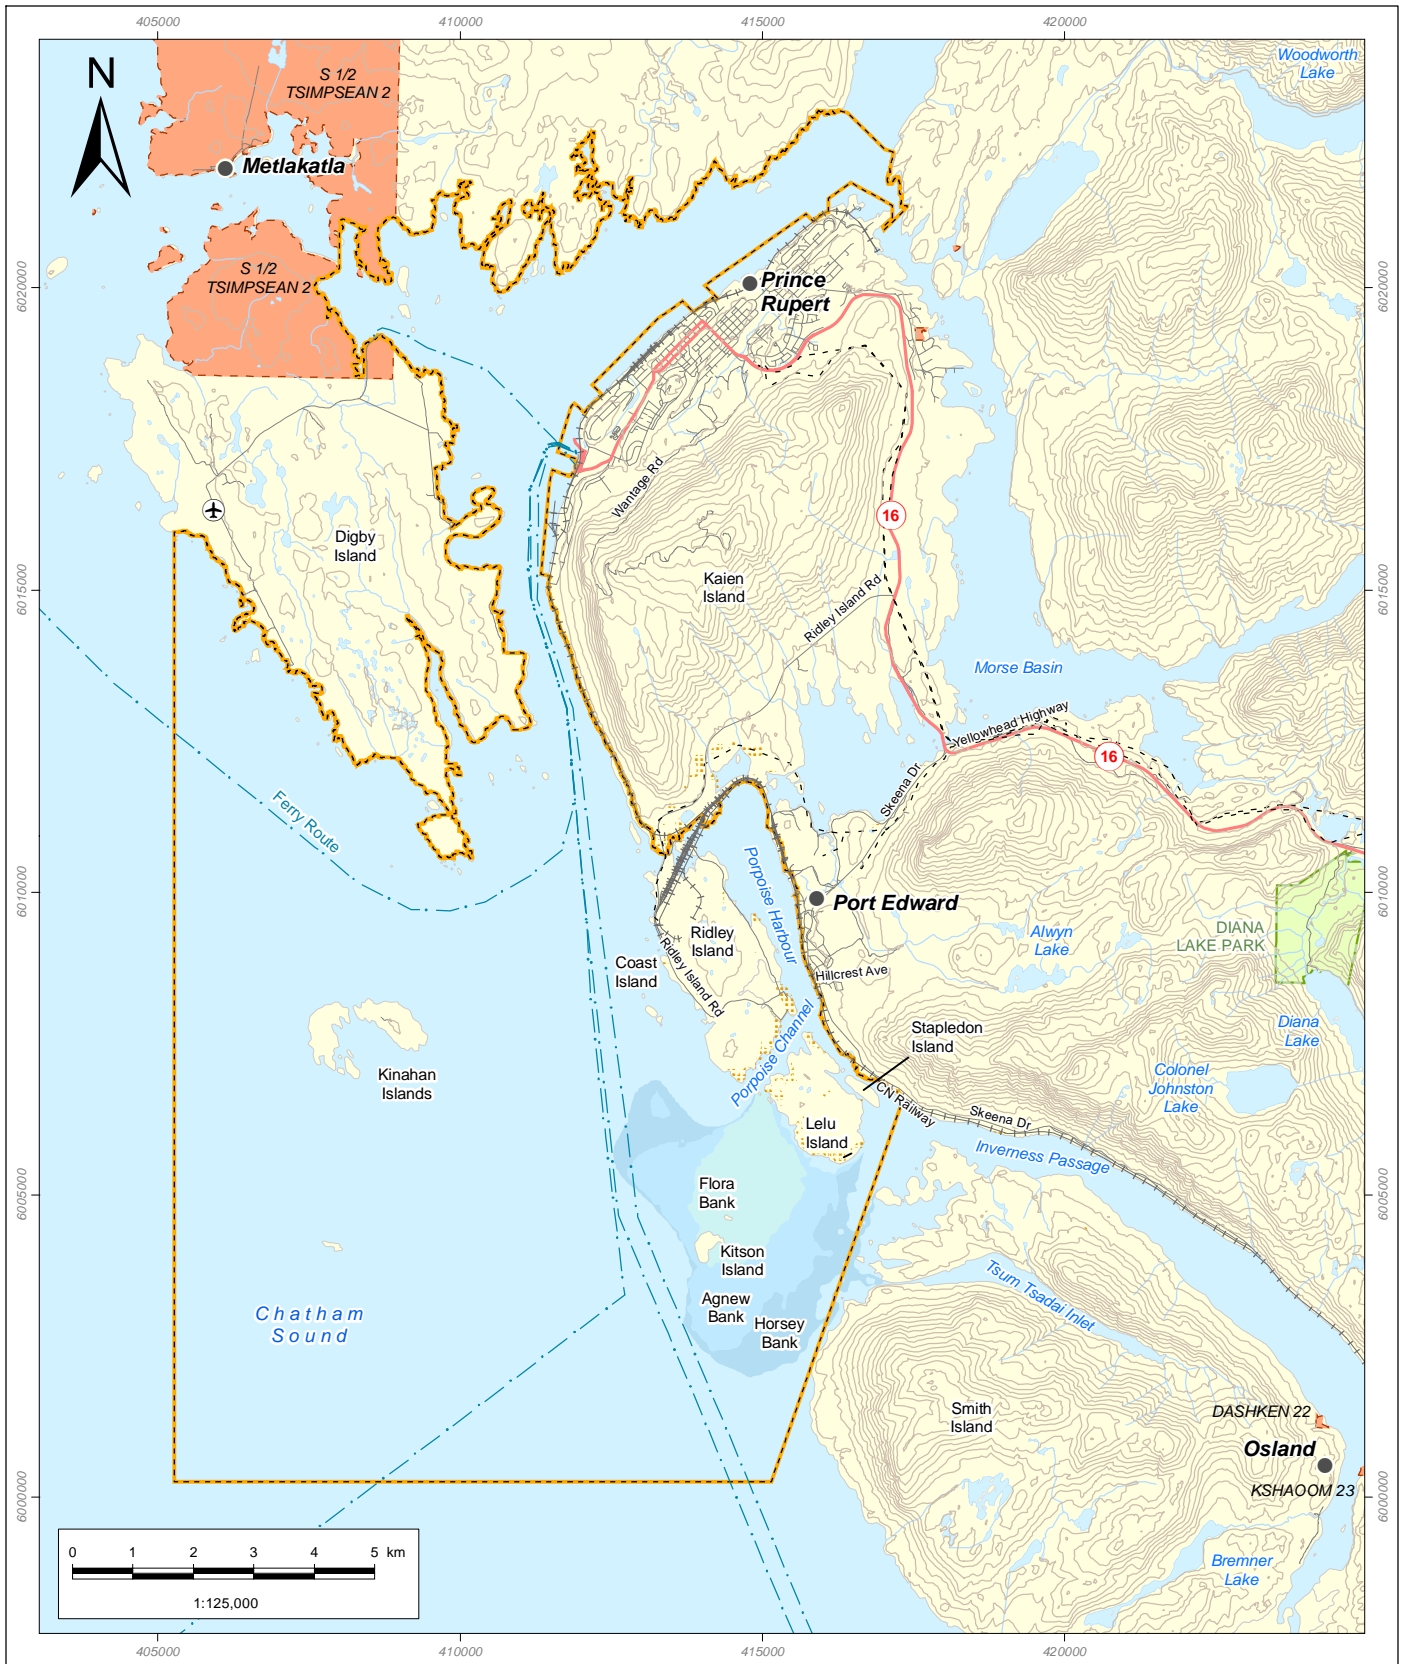 405000
410000
415000
420000
Woodworth
Lake
N
S 1/2
TSIMPSEAN 2
Metlakatla
S 1/2
TSIMPSEAN 2
6020000
6020000
Prince
Rupert
Wantage Rd
16
Digby
Island
Kaien
Island
Ridley Island Rd
6015000
6015000
Morse Basin
Yellowhead Highway
16
Skeena Dr
Ferry Route
Porpoise Harbour
6010000
6010000
Port Edward
DIANA
LAKE PARK
Alwyn
Lake
Ridley
Island
Coast
Island
Ridley Island Rd
Hillcrest Ave
Porpoise Channel
Stapledon
Island
Diana
Lake
Kinahan
Islands
Colonel
Johnston
Lake
CN Railway
Skeena Dr
Lelu
Island
Inverness Passage
Flora
Bank
6005000
6005000
Kitson
Island
Tsum Tsadai Inlet
Agnew
Bank
Horsey
Bank
Chatham
Sound
Smith
Island
DASHKEN 22
Osland
KSHAOOM 23
6000000
6000000
Bremner
Lake
0 1 2 3 4 5 km
1:125,000
405000
410000
415000
420000